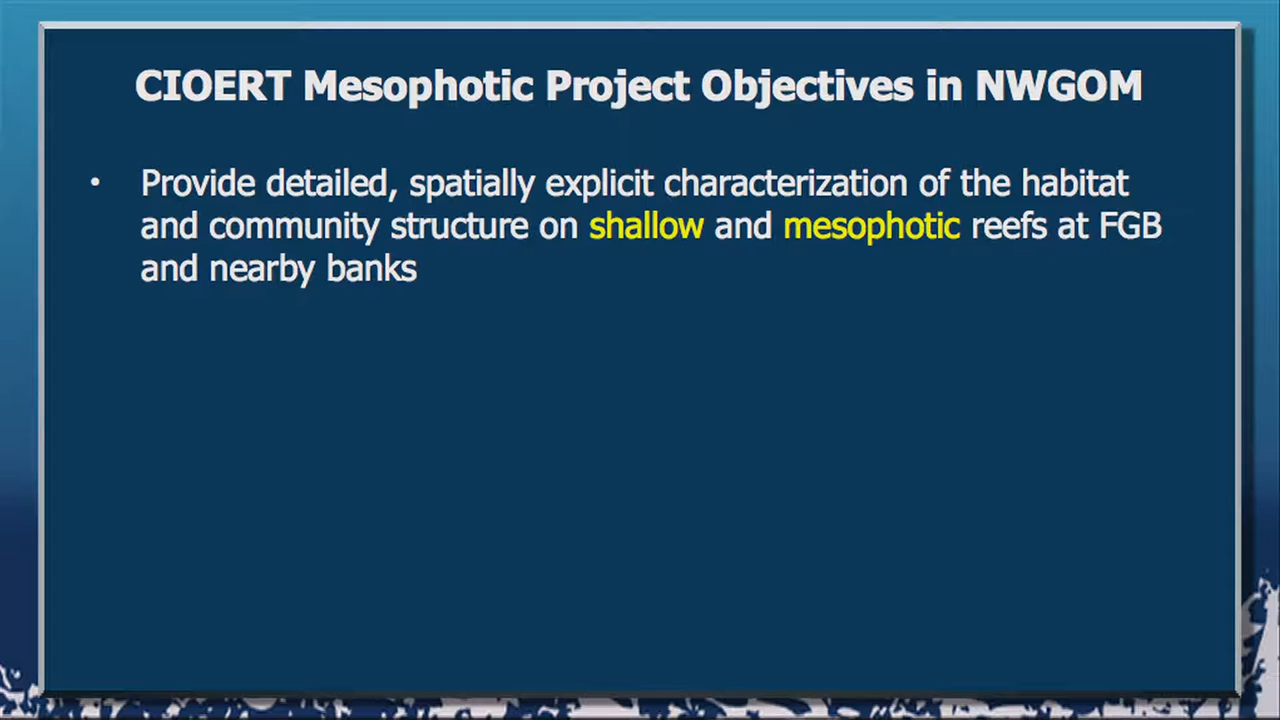 CIOERT Mesophotic Project Objectives in NWGOM
• Provide detailed, spatially explicit characterization of the habitat
and community structure on shallow and mesophotic reefs at FGB
and nearby banks